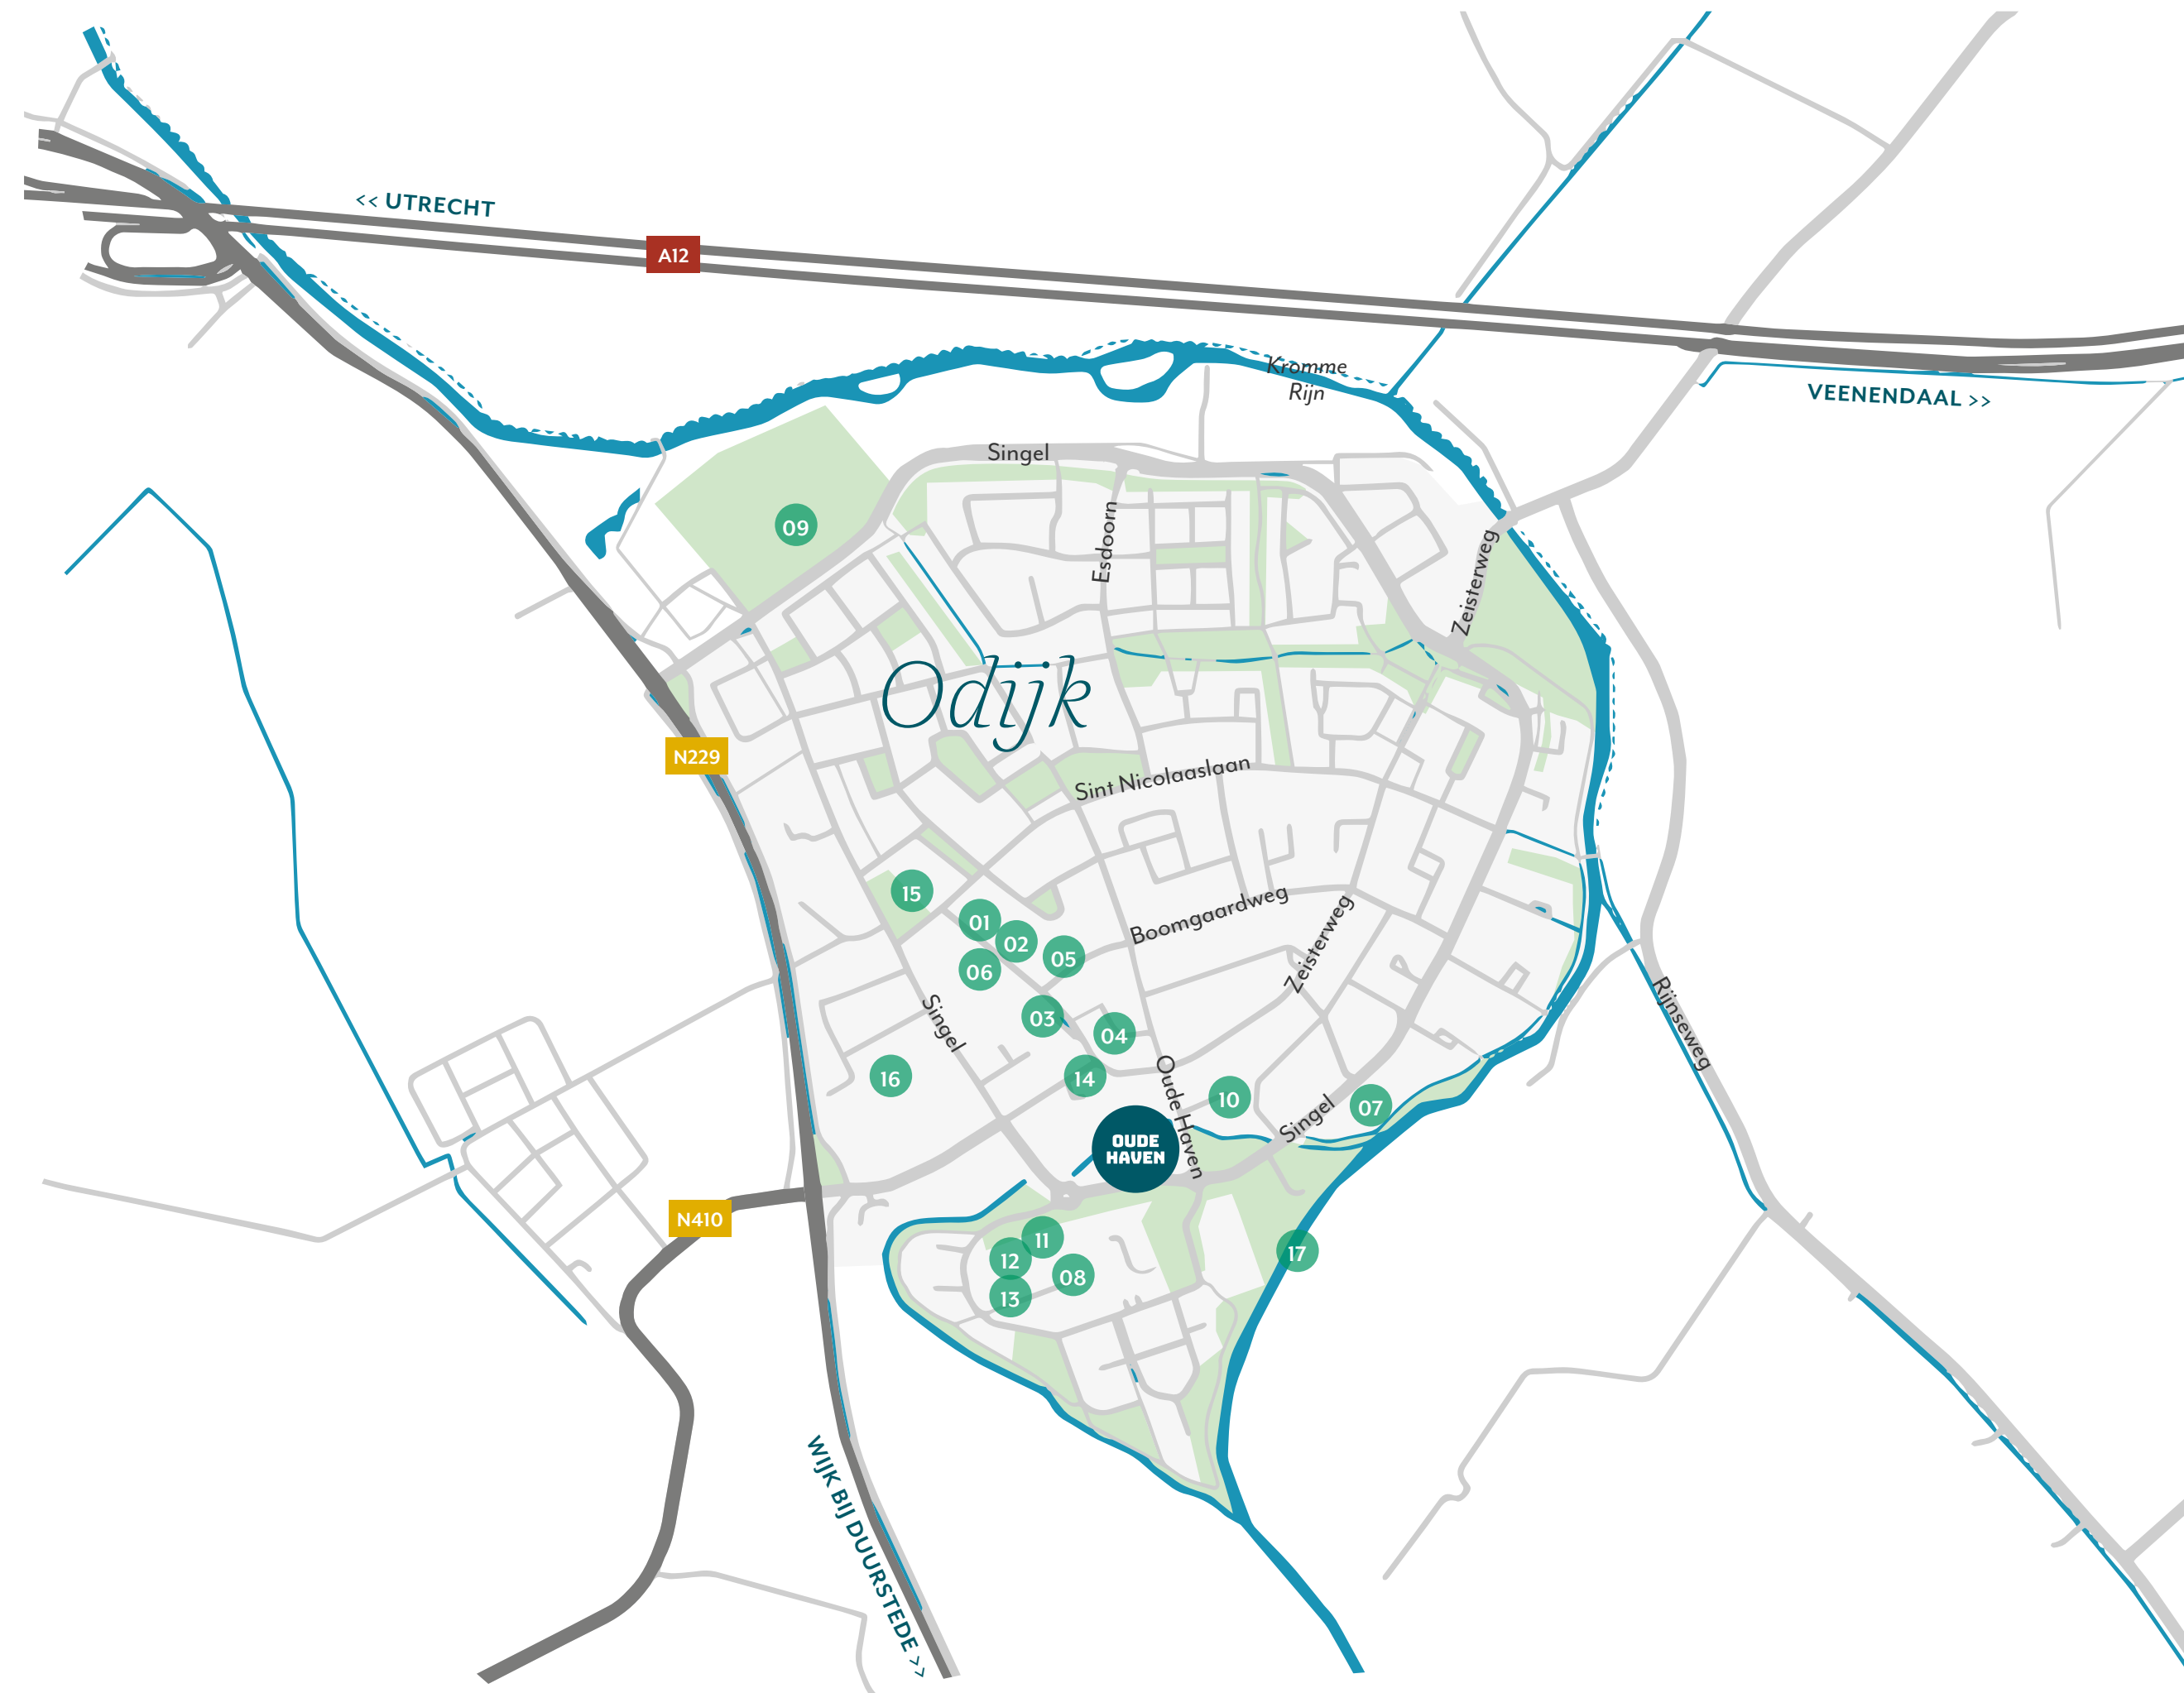 << UTRECHT
A12
Kromme
Rijn
VEENENDAAL >>
Singel
09
Esdoorn
Zeisterweg
Odijk
N229
Sint Nicolaaslaan
15
01
02
05
06
Boomgaardweg
Zeisterweg
03
04
Singel
Rijnseweg
16
14
Oude Haven
10
07
Singel
OUDE
HAVEN
N410
11
12
08
13
17
WIJK BIJ DUURSTEDE >>